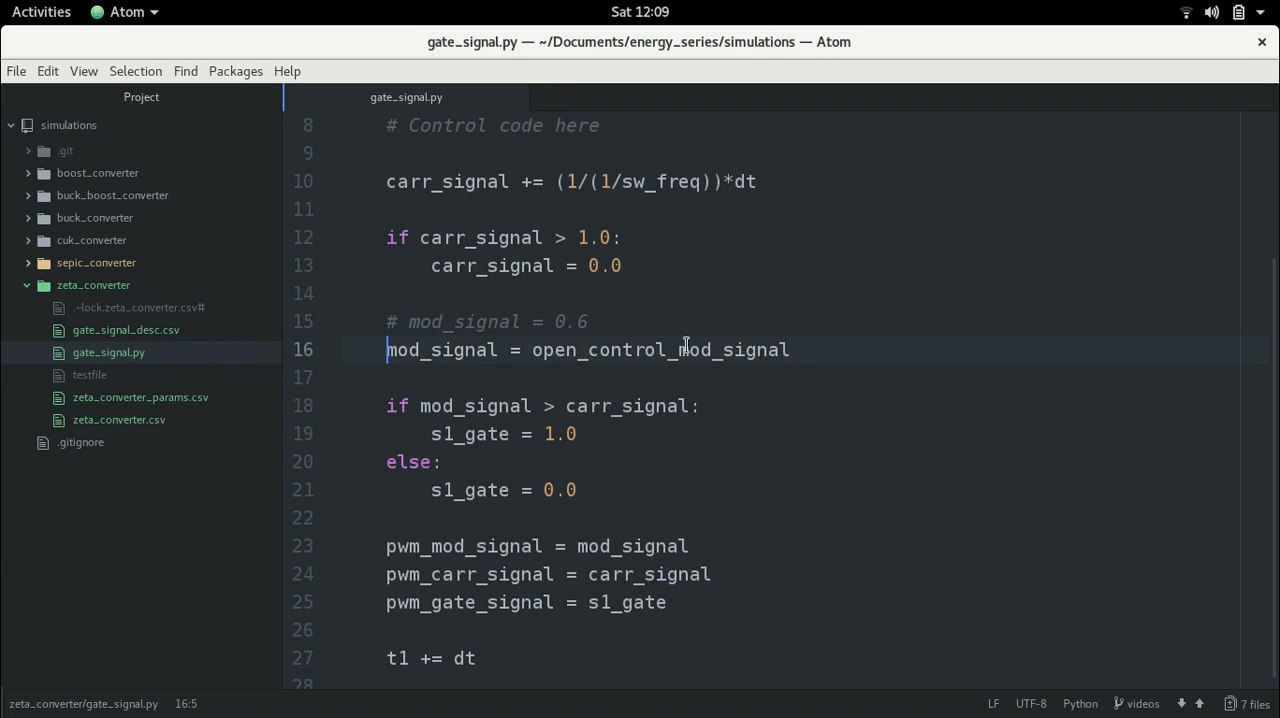 Activities Atom Sat 12:09
gate_signal.py — ~/Documents/energy_series/simulations — Atom
File Edit View Selection Find Packages Help
Project
simulations
.git
boost_converter
buck_boost_converter
buck_converter
cuk_converter
sepic_converter
zeta_converter
.~lock.zeta_converter.csv#
gate_signal_desc.csv
gate_signal.py
testfile
zeta_converter_params.csv
zeta_converter.csv
.gitignore
gate_signal.py
8 # Control code here
9
10 carr_signal += (1/(1/sw_freq))*dt
11
12 if carr_signal > 1.0:
13 carr_signal = 0.0
14
15 # mod_signal = 0.6
16 mod_signal = open_control_mod_signal
17
18 if mod_signal > carr_signal:
19 s1_gate = 1.0
20 else:
21 s1_gate = 0.0
22
23 pwm_mod_signal = mod_signal
24 pwm_carr_signal = carr_signal
25 pwm_gate_signal = s1_gate
26
27 t1 += dt
28
zeta_converter/gate_signal.py 16:5 LF UTF-8 Python videos 7 files